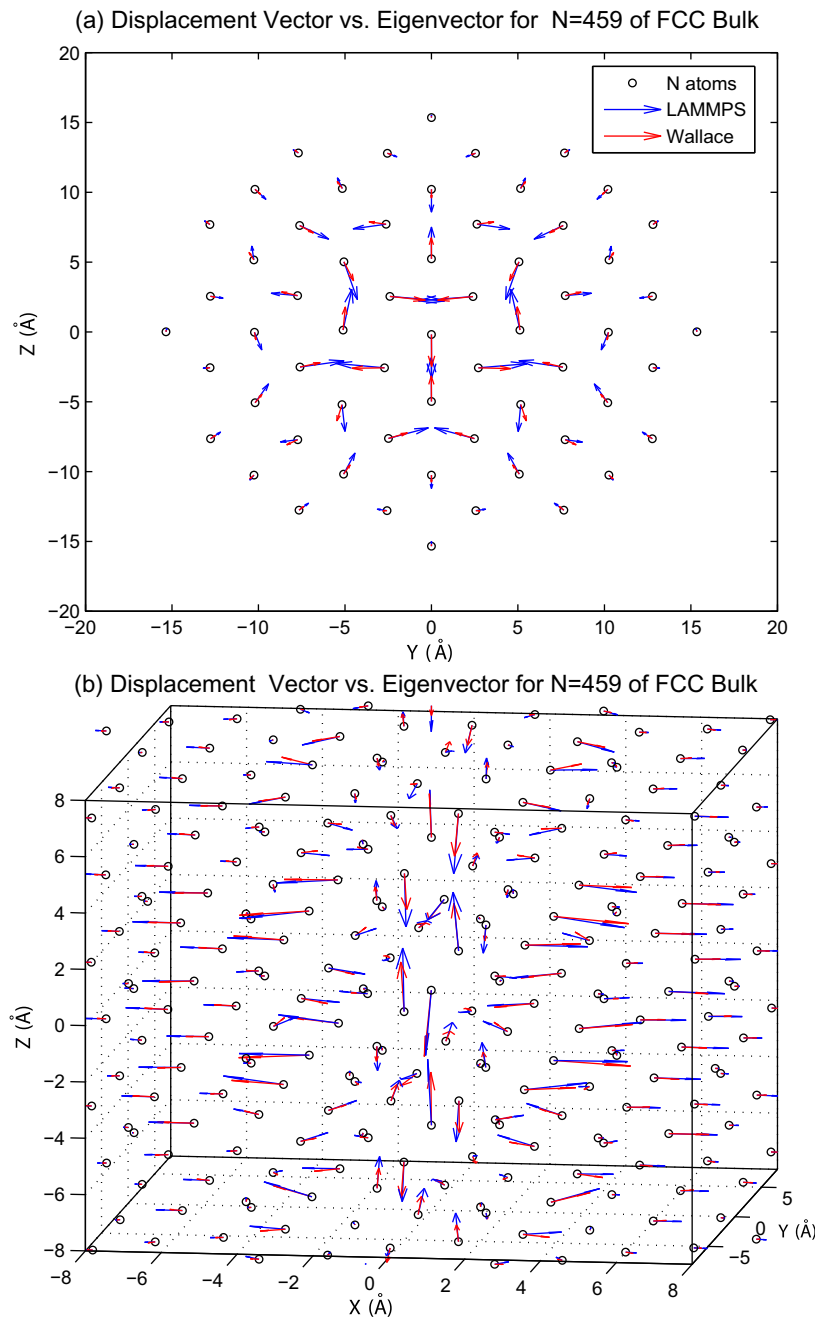 (a) Displacement Vector vs. Eigenvector for N=459 of FCC Bulk
20
15
10
5
0
−5
−10
−15
−20
Z (Å)
N atoms
LAMMPS
Wallace
−20 −15 −10 −5 0 5 10 15 20
Y (Å)
(b) Displacement Vector vs. Eigenvector for N=459 of FCC Bulk
8
6
4
2
0
−2
−4
−6
−8
Z (Å)
−8 −6 −4 −2 0 2 4 6 8
X (Å)
5
0
−5
Y (Å)